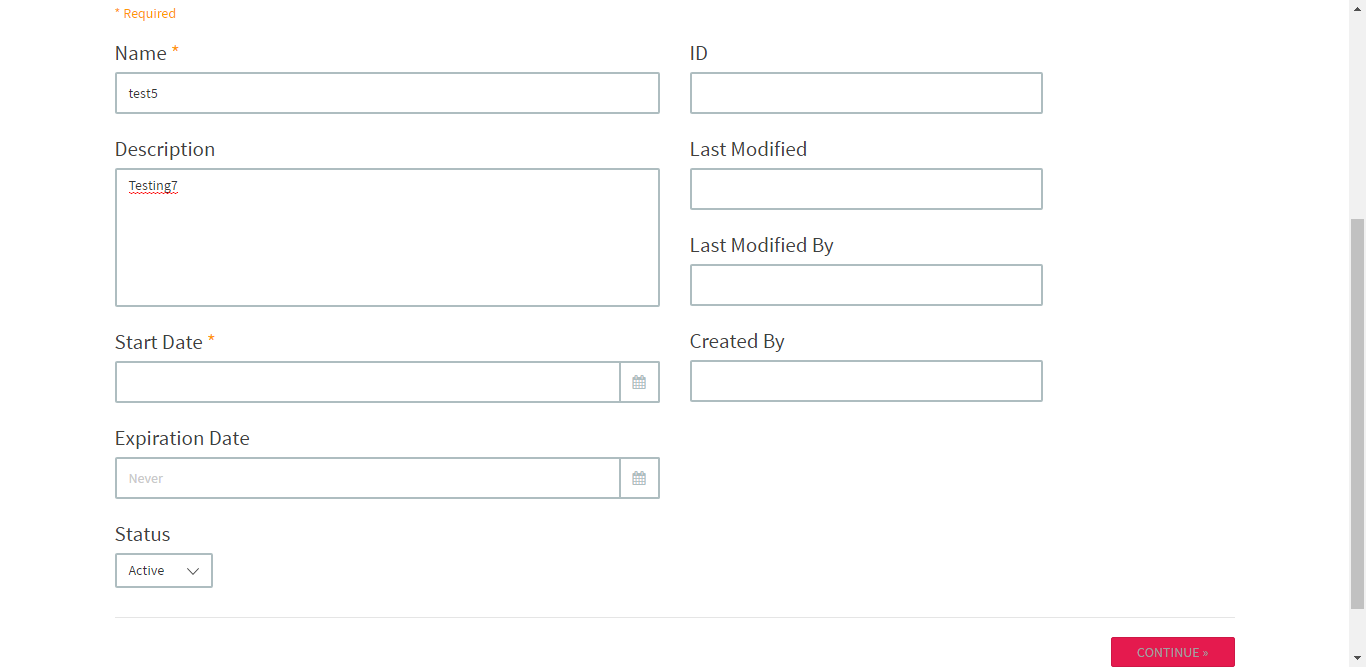 * Required
Name *
test5
Description
Testing7
Start Date *
Expiration Date
Never
Status
Active
ID
Last Modified
Last Modified By
Created By
CONTINUE »